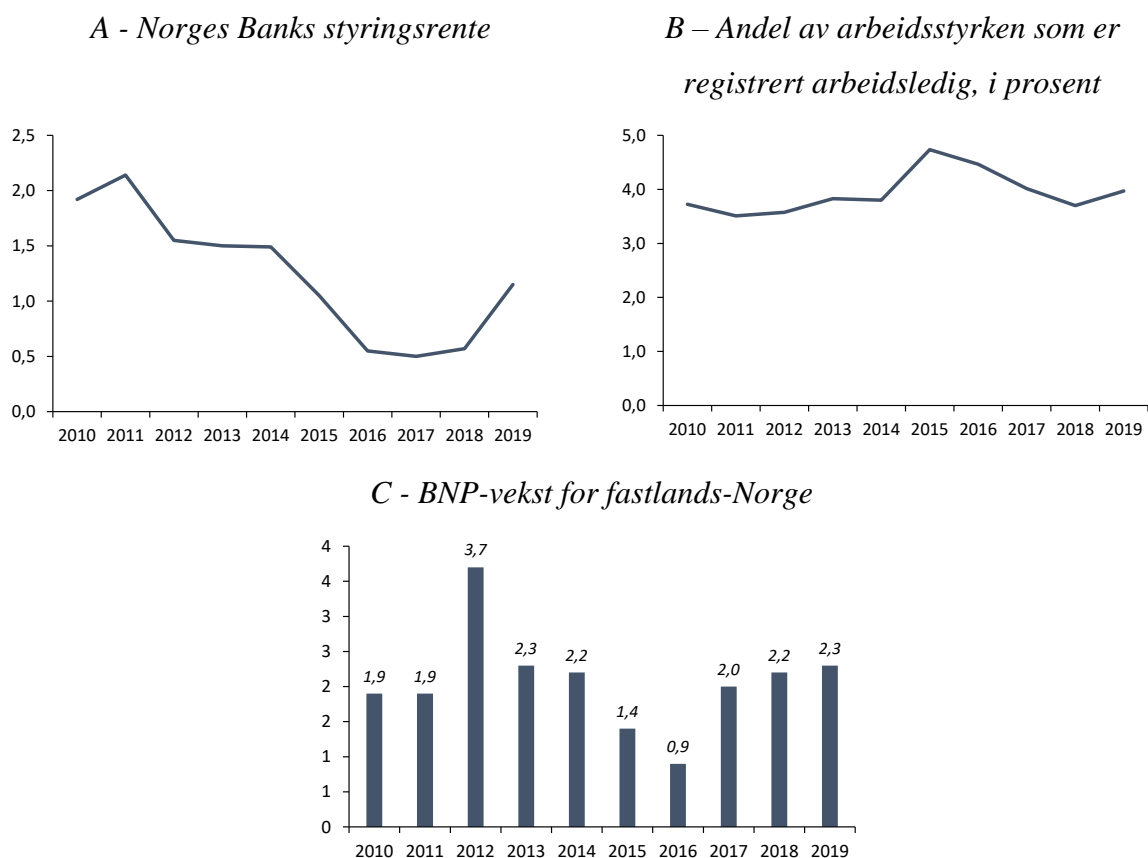 A - Norges Banks styringsrente
2,5
2,0
1,5
1,0
0,5
0,0
2010 2011 2012 2013 2014 2015 2016 2017 2018 2019
B – Andel av arbeidsstyrken som er
registrert arbeidsledig, i prosent
5,0
4,0
3,0
2,0
1,0
0,0
2010 2011 2012 2013 2014 2015 2016 2017 2018 2019
C - BNP-vekst for fastlands-Norge
4
4
3
3
2
2
1
1
0
1,9 1,9 3,7 2,3 2,2 1,4 0,9 2,0 2,2 2,3
2010 2011 2012 2013 2014 2015 2016 2017 2018 2019